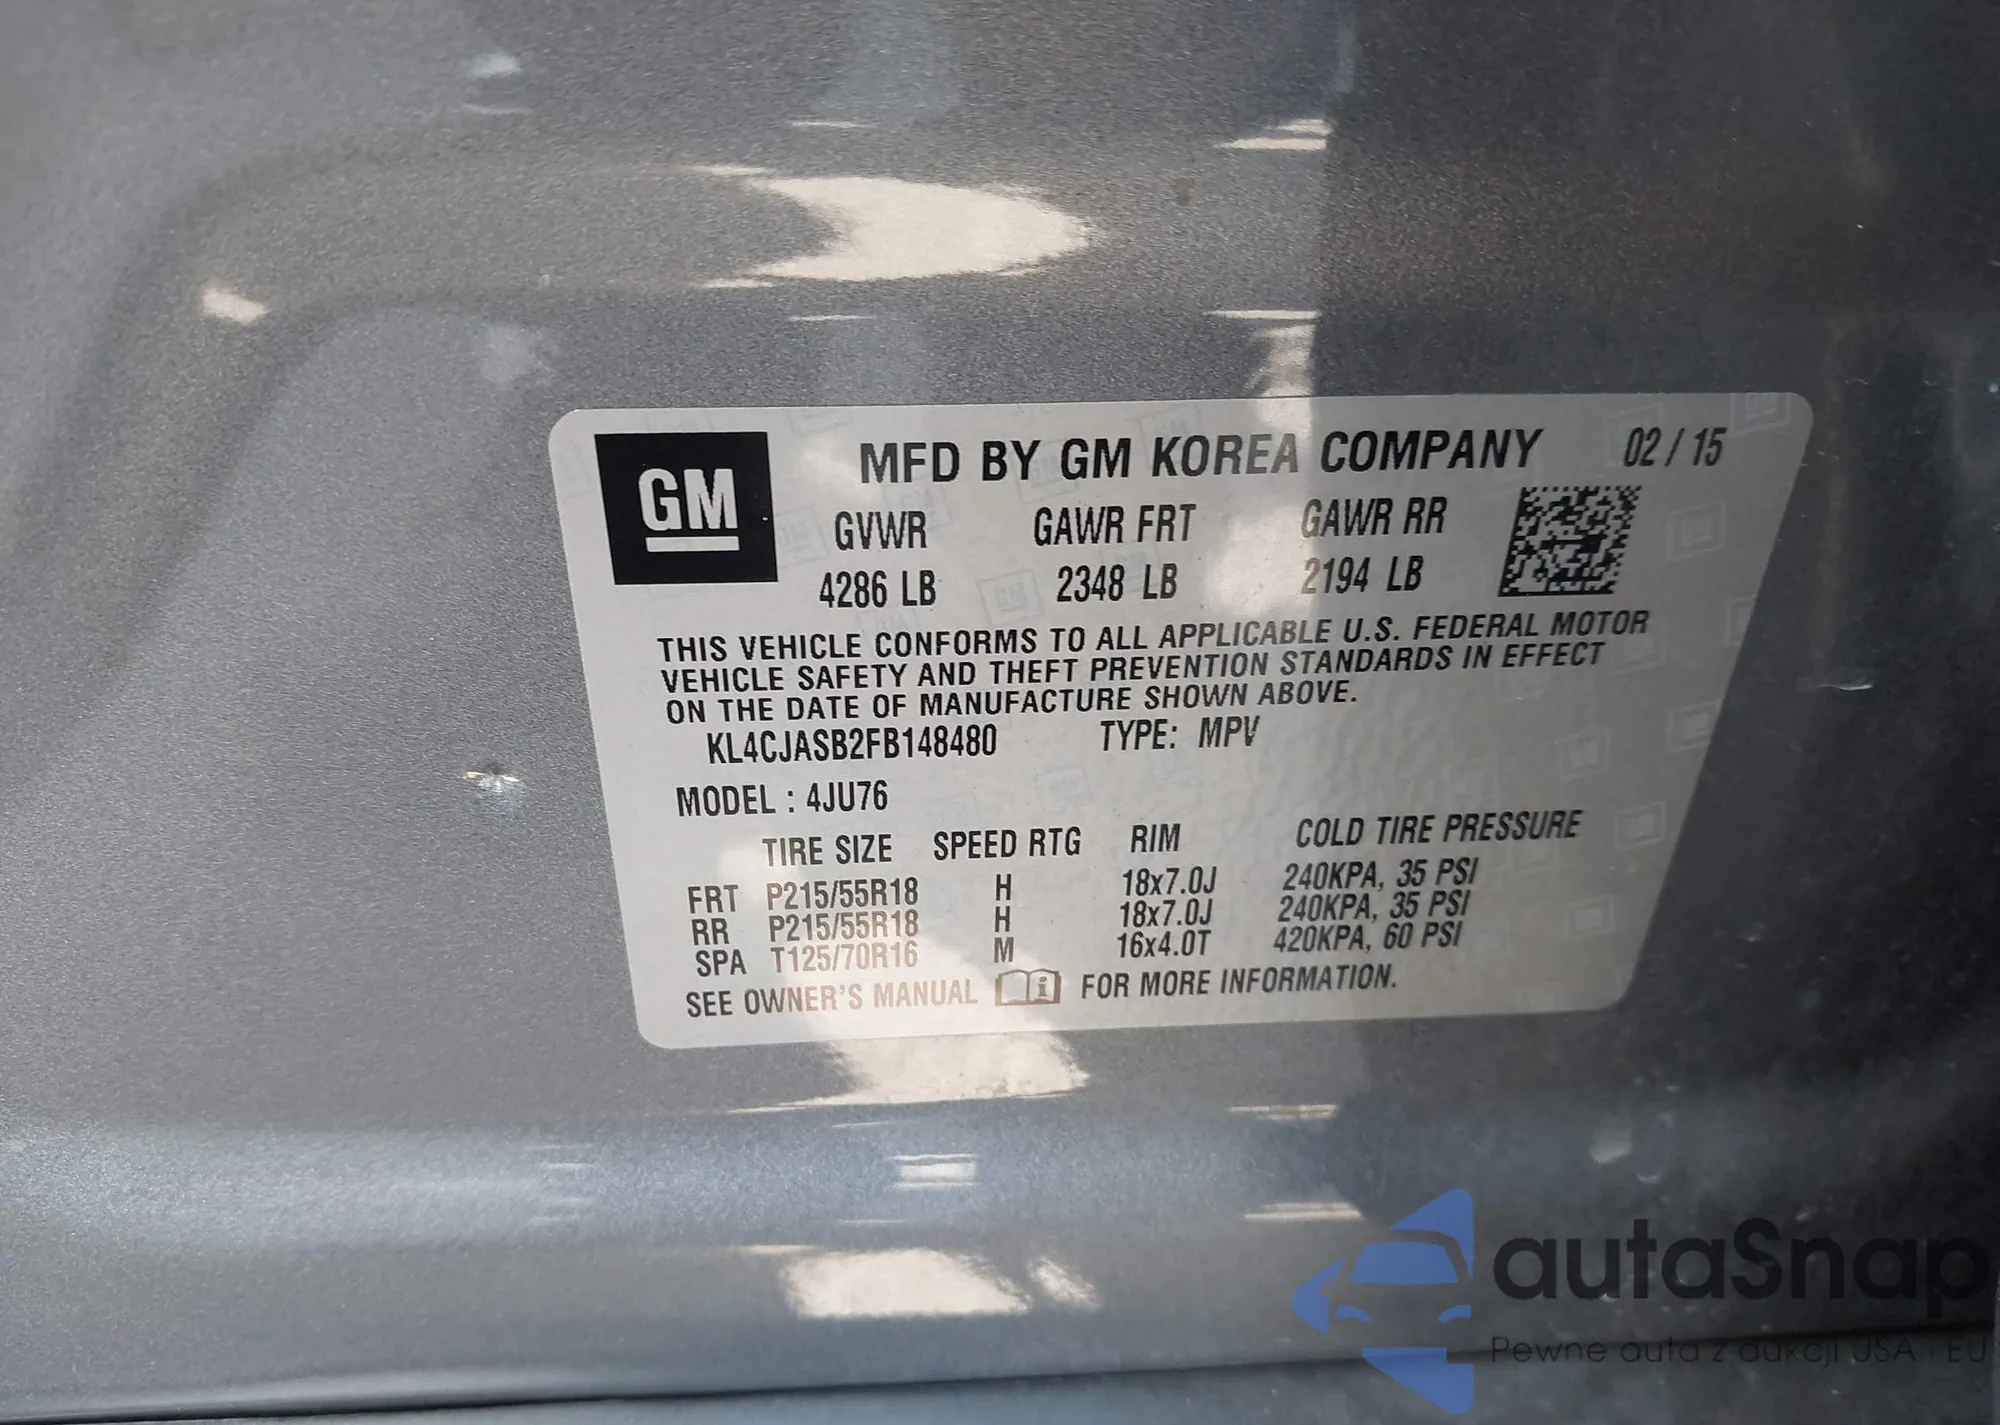 GM
MFD BY GM KOREA COMPANY 02 / 15
GVWR GAWR FRT GAWR RR
4286 LB 2348 LB 2194 LB
THIS VEHICLE CONFORMS TO ALL APPLICABLE U.S. FEDERAL MOTOR
VEHICLE SAFETY AND THEFT PREVENTION STANDARDS IN EFFECT
ON THE DATE OF MANUFACTURE SHOWN ABOVE.
KL4CJASB2FB148480 TYPE: MPV
MODEL : 4JU76
TIRE SIZE SPEED RTG RIM COLD TIRE PRESSURE
FRT P215/55R18 H 18x7.0J 240KPA, 35 PSI
RR P215/55R18 H 18x7.0J 240KPA, 35 PSI
SPA T125/70R16 M 16x4.0T 420KPA, 60 PSI
SEE OWNER'S MANUAL i FOR MORE INFORMATION.
autaSnap
Pewne auta z aukcji USA i EU